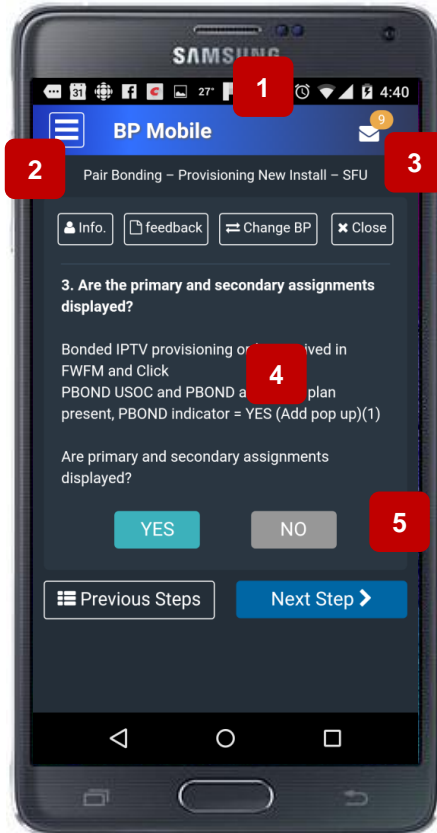 SAMSUNG
1
31 27° 4:40
BP Mobile
9
2
3
Pair Bonding – Provisioning New Install – SFU
Info. feedback Change BP Close
3. Are the primary and secondary assignments
displayed?
Bonded IPTV provisioning in
FWFM and Click
4
PBOND USOC and PBOND plan
present, PBOND indicator = YES (Add pop up)(1)
Are primary and secondary assignments
displayed?
YES NO
5
Previous Steps Next Step